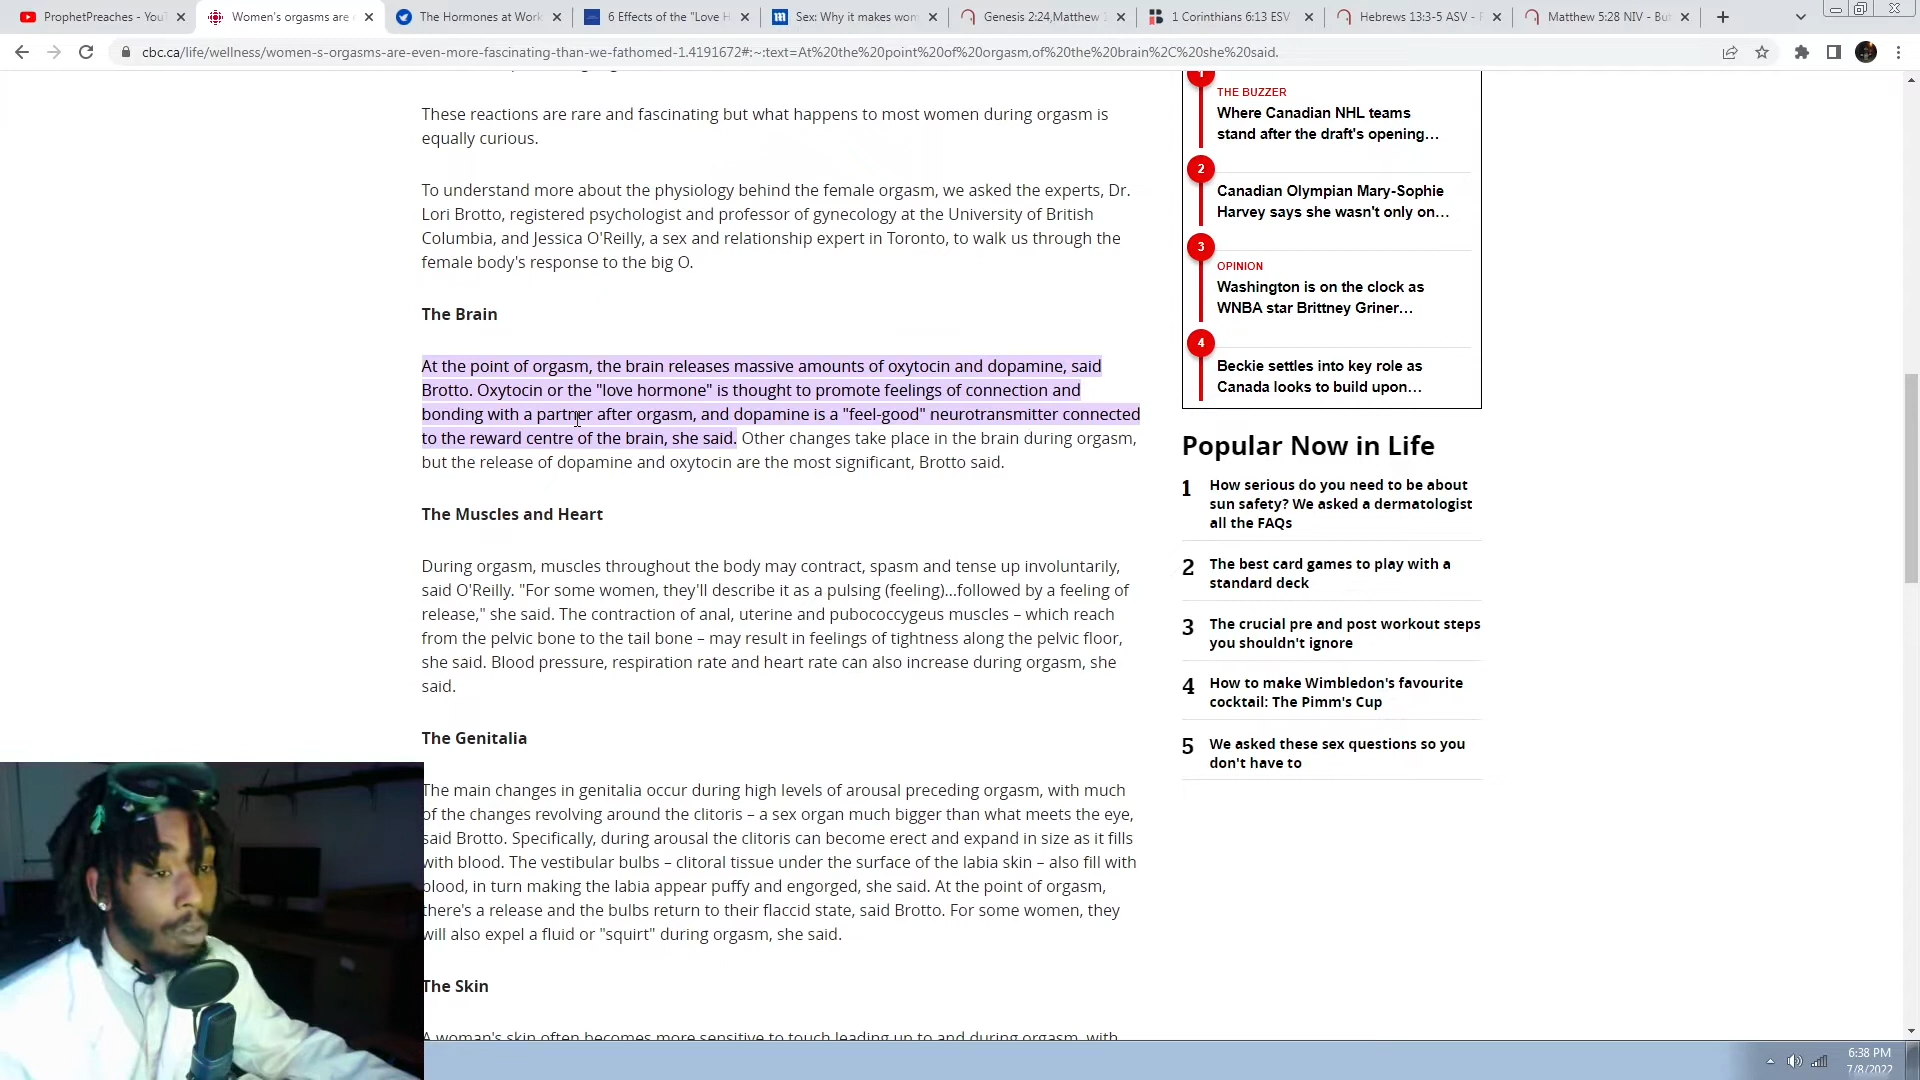 ProphetPreaches - YouT
Women's orgasms are e
The Hormones at Work
6 Effects of the "Love H
Sex: Why it makes wom
Genesis 2:24,Matthew
1 Corinthians 6:13 ESV
Hebrews 13:3-5 ASV - F
Matthew 5:28 NIV - But
cbc.ca/life/wellness/women-s-orgasms-are-even-more-fascinating-than-we-fathomed-1.4191672#:~:text=At%20the%20point%20of%20orgasm,of%20the%20brain%2C%20she%20said.
These reactions are rare and fascinating but what happens to most women during orgasm is
equally curious.
To understand more about the physiology behind the female orgasm, we asked the experts, Dr.
Lori Brotto, registered psychologist and professor of gynecology at the University of British
Columbia, and Jessica O'Reilly, a sex and relationship expert in Toronto, to walk us through the
female body's response to the big O.
The Brain
At the point of orgasm, the brain releases massive amounts of oxytocin and dopamine, said
Brotto. Oxytocin or the "love hormone" is thought to promote feelings of connection and
bonding with a partner after orgasm, and dopamine is a "feel-good" neurotransmitter connected
to the reward centre of the brain, she said. Other changes take place in the brain during orgasm,
but the release of dopamine and oxytocin are the most significant, Brotto said.
The Muscles and Heart
During orgasm, muscles throughout the body may contract, spasm and tense up involuntarily,
said O'Reilly. "For some women, they'll describe it as a pulsing (feeling)...followed by a feeling of
release," she said. The contraction of anal, uterine and pubococcygeus muscles – which reach
from the pelvic bone to the tail bone – may result in feelings of tightness along the pelvic floor,
she said. Blood pressure, respiration rate and heart rate can also increase during orgasm, she
said.
The Genitalia
The main changes in genitalia occur during high levels of arousal preceding orgasm, with much
of the changes revolving around the clitoris – a sex organ much bigger than what meets the eye,
said Brotto. Specifically, during arousal the clitoris can become erect and expand in size as it fills
with blood. The vestibular bulbs – clitoral tissue under the surface of the labia skin – also fill with
blood, in turn making the labia appear puffy and engorged, she said. At the point of orgasm,
there's a release and the bulbs return to their flaccid state, said Brotto. For some women, they
will also expel a fluid or "squirt" during orgasm, she said.
The Skin
A woman's skin often becomes more sensitive to touch leading up to and during orgasm, with
1
THE BUZZER
Where Canadian NHL teams
stand after the draft's opening…
2
Canadian Olympian Mary-Sophie
Harvey says she wasn't only on…
3
OPINION
Washington is on the clock as
WNBA star Brittney Griner…
4
Beckie settles into key role as
Canada looks to build upon…
Popular Now in Life
1 How serious do you need to be about
sun safety? We asked a dermatologist
all the FAQs
2 The best card games to play with a
standard deck
3 The crucial pre and post workout steps
you shouldn't ignore
4 How to make Wimbledon's favourite
cocktail: The Pimm's Cup
5 We asked these sex questions so you
don't have to
6:38 PM
7/8/2022